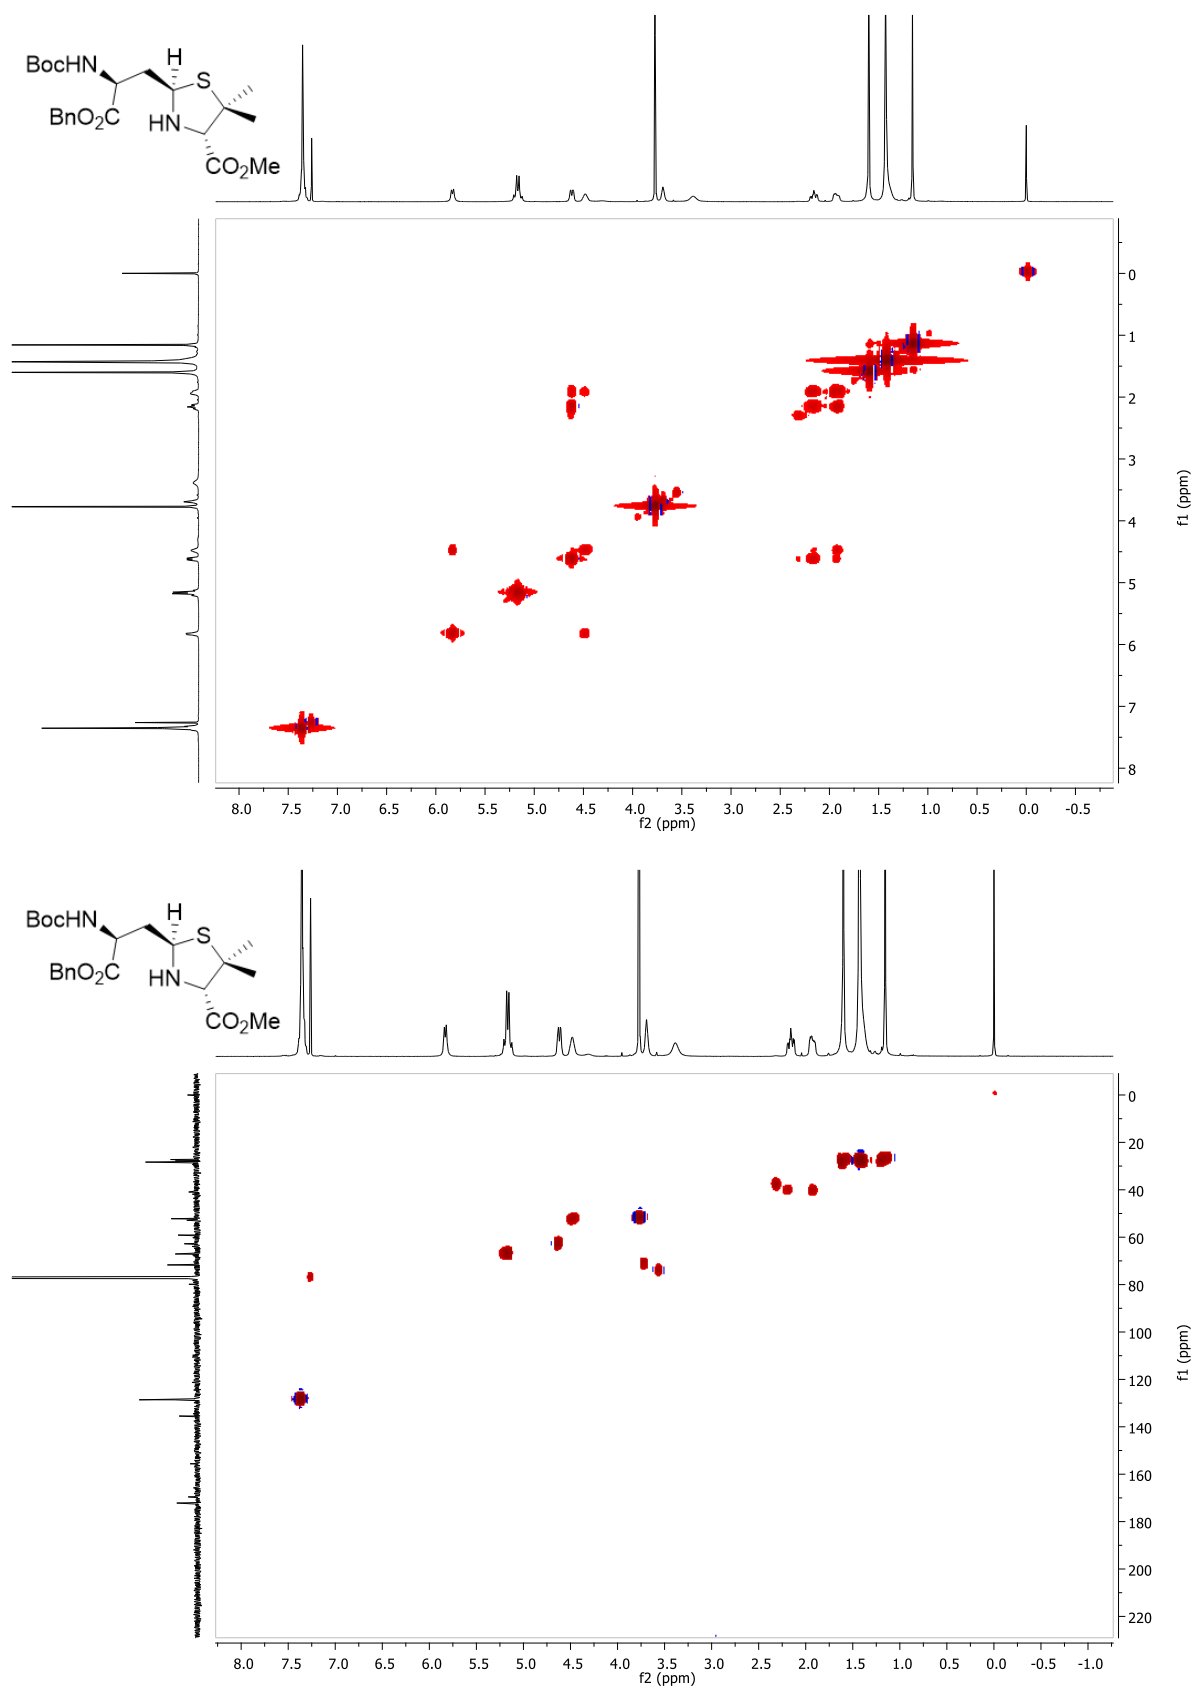 H
BocHN
S
BnO2C
HN
CO2Me
0
1
2
3
4
5
6
7
8
f1 (ppm)
8.0 7.5 7.0 6.5 6.0 5.5 5.0 4.5 4.0 3.5 3.0 2.5 2.0 1.5 1.0 0.5 0.0 -0.5
f2 (ppm)
H
BocHN
S
BnO2C
HN
CO2Me
0
20
40
60
80
100
120
140
160
180
200
220
f1 (ppm)
8.0 7.5 7.0 6.5 6.0 5.5 5.0 4.5 4.0 3.5 3.0 2.5 2.0 1.5 1.0 0.5 0.0 -0.5 -1.0
f2 (ppm)